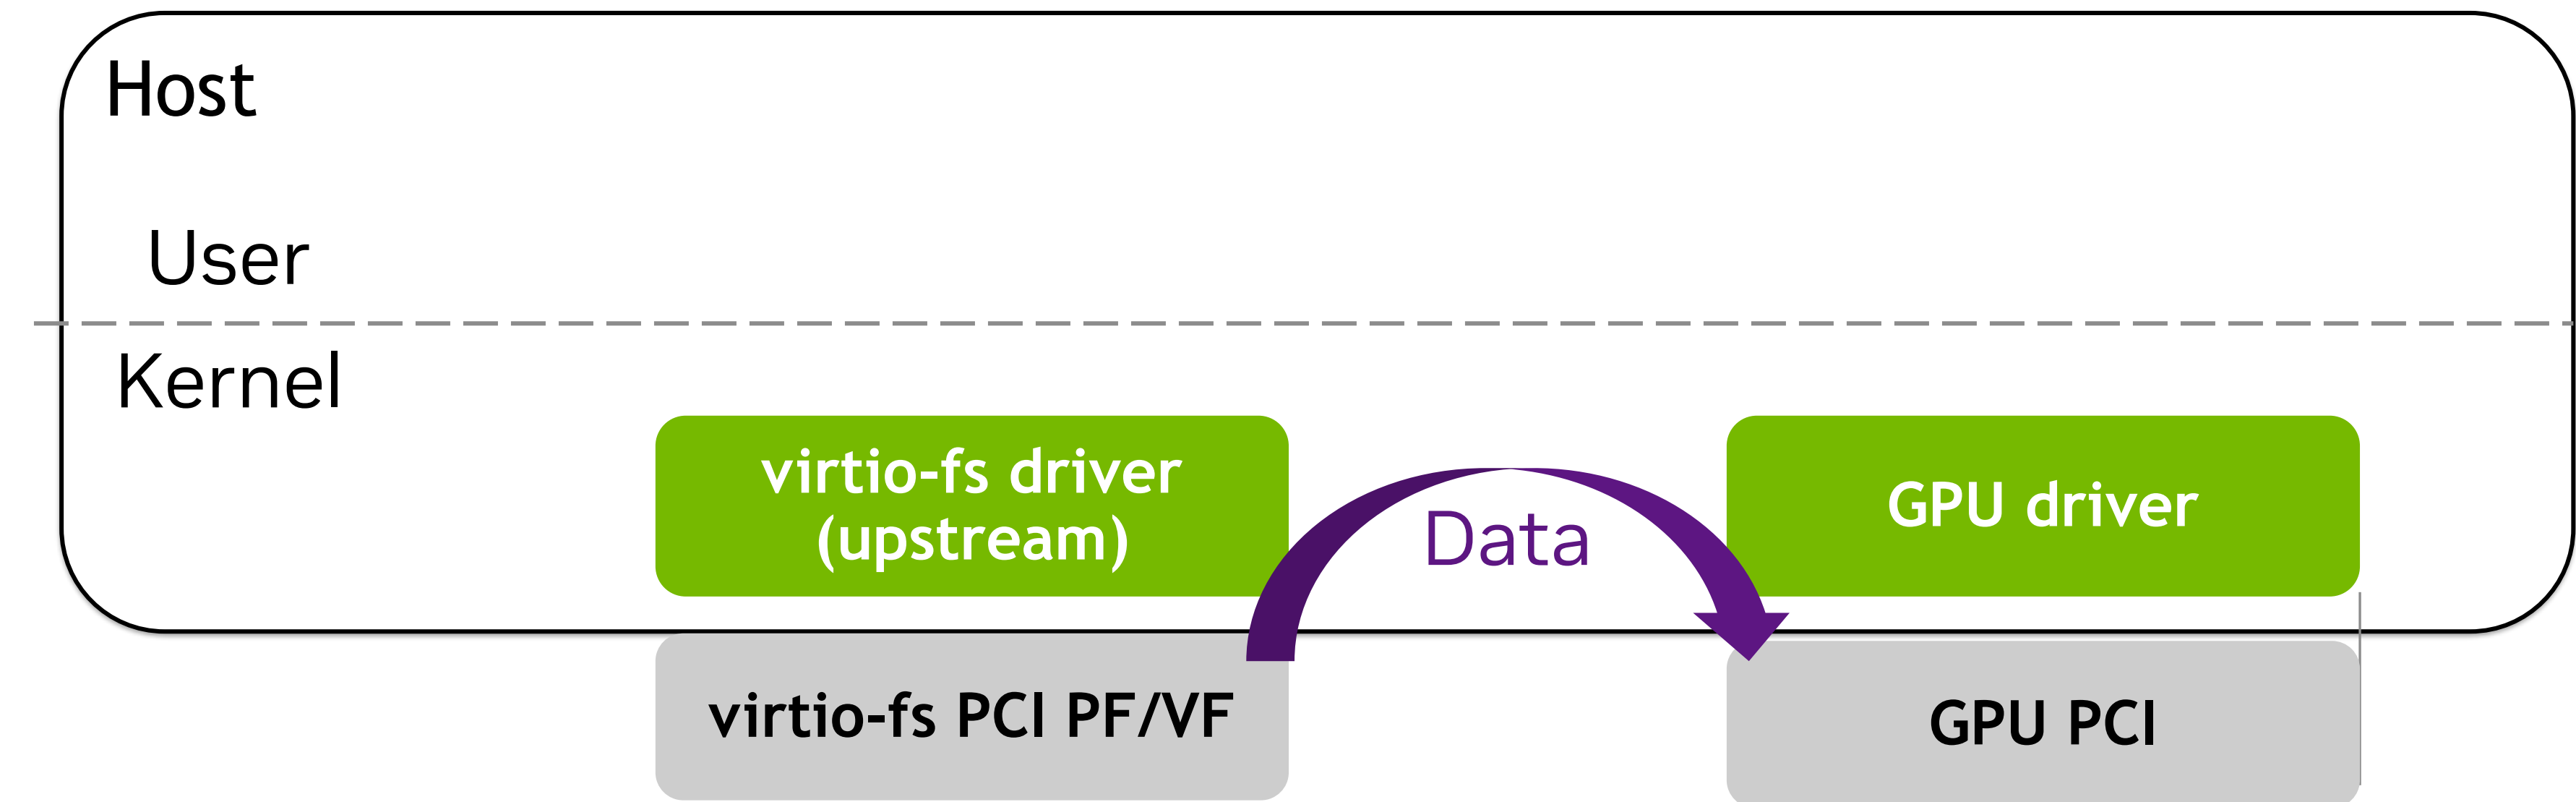 Host
User
Kernel
virtio-fs driver
(upstream)
Data
GPU driver
virtio-fs PCI PF/VF
GPU PCI